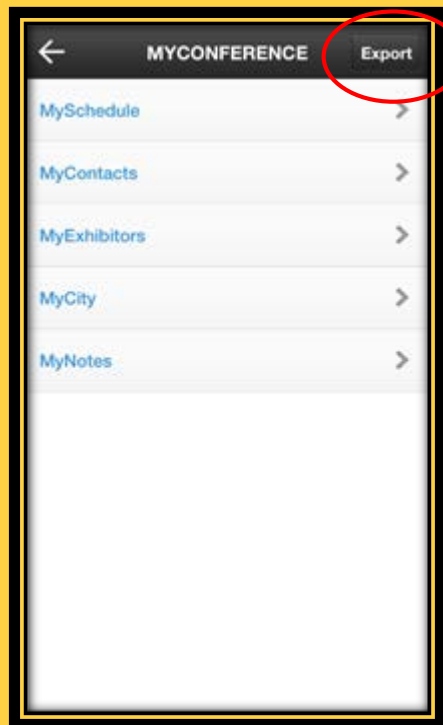 MYCONFERENCE Export
MySchedule
MyContacts
MyExhibitors
MyCity
MyNotes